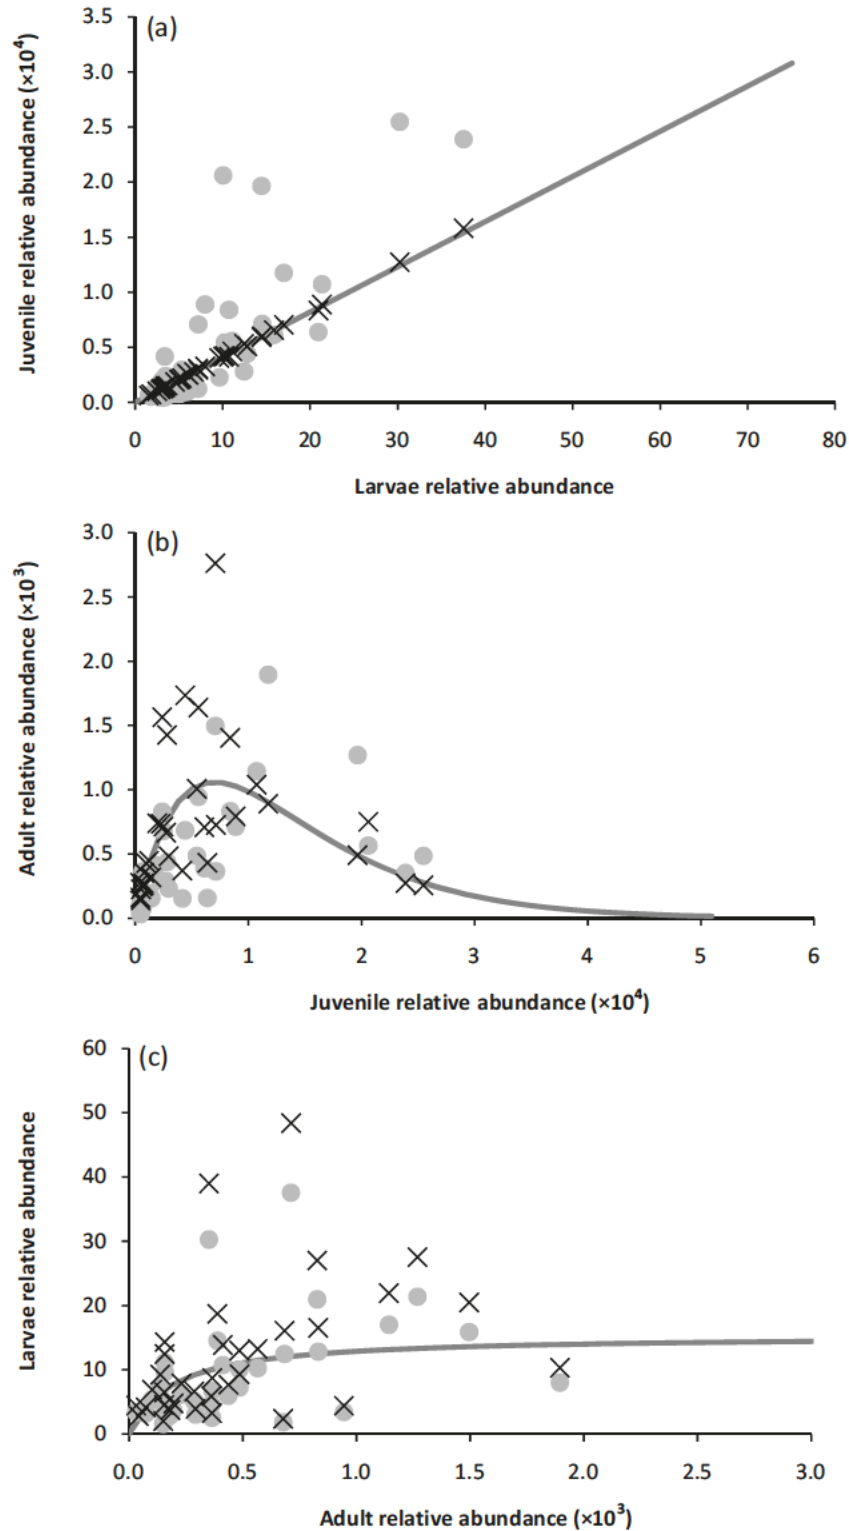 (a)
Juvenile relative abundance (×10⁴)
3.5
3.0
2.5
2.0
1.5
1.0
0.5
0.0
0 10 20 30 40 50 60 70 80
Larvae relative abundance
(b)
Adult relative abundance (×10³)
3.0
2.5
2.0
1.5
1.0
0.5
0.0
0 1 2 3 4 5 6
Juvenile relative abundance (×10⁴)
(c)
Larvae relative abundance
60
50
40
30
20
10
0
0.0 0.5 1.0 1.5 2.0 2.5 3.0
Adult relative abundance (×10³)